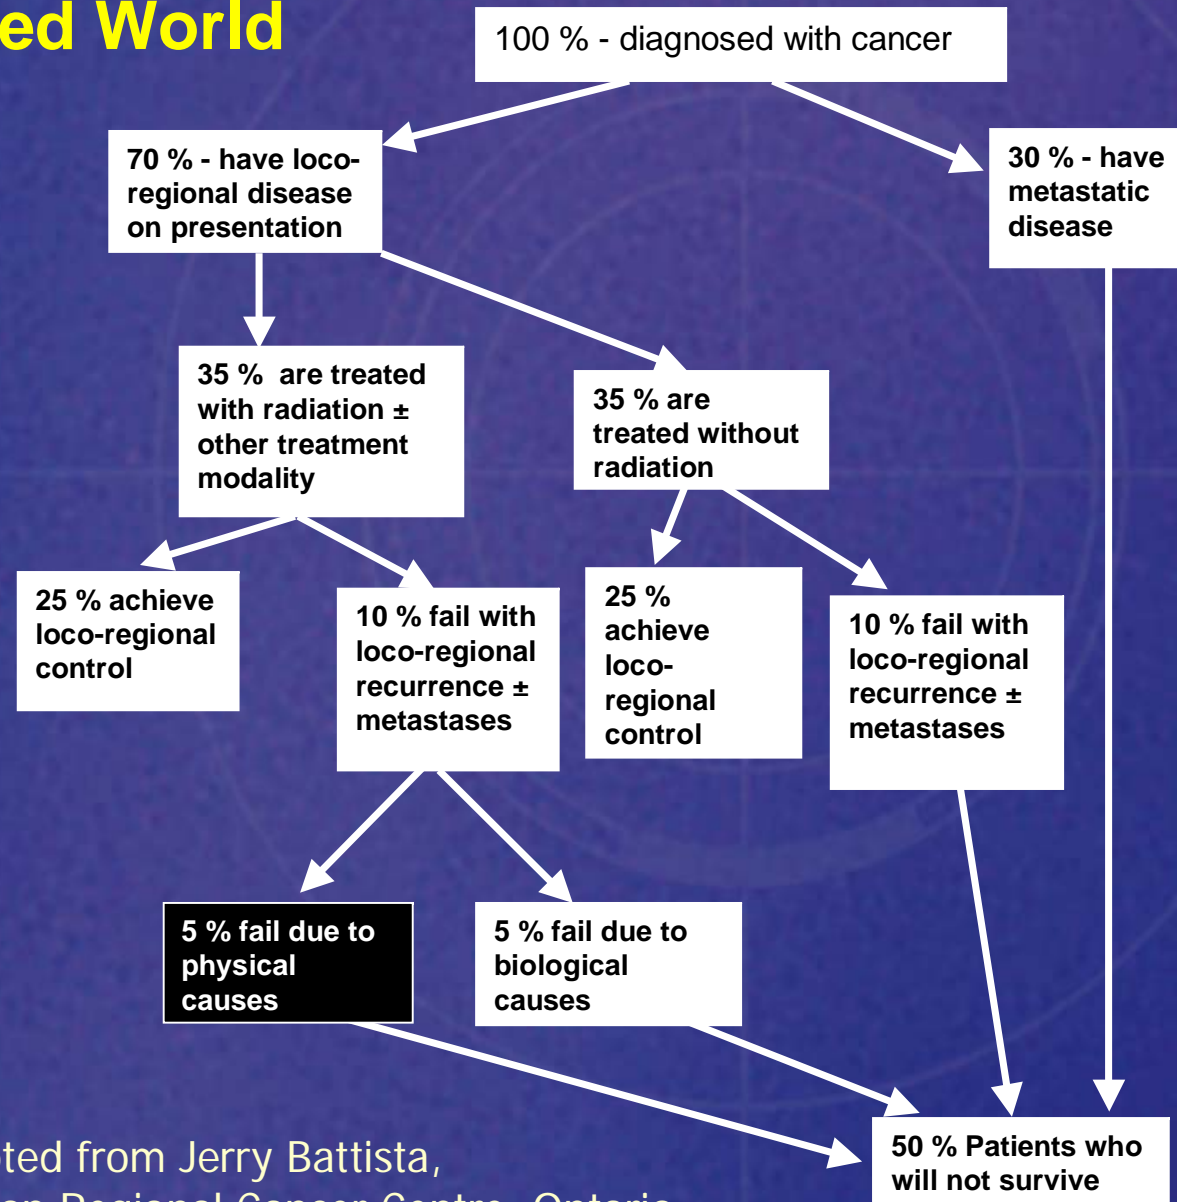 ed World
100 % - diagnosed with cancer
70 % - have loco-
regional disease
on presentation
30 % - have
metastatic
disease
35 %  are treated
with radiation ±
other treatment
modality
35 % are
treated without
radiation
25 % achieve
loco-regional
control
10 % fail with
loco-regional
recurrence ±
metastases
25 %
achieve
loco-
regional
control
10 % fail with
loco-regional
recurrence ±
metastases
5 % fail due to
physical
causes
5 % fail due to
biological
causes
50 % Patients who
will not survive
ted from Jerry Battista,
Regional Cancer Centre, Ontario